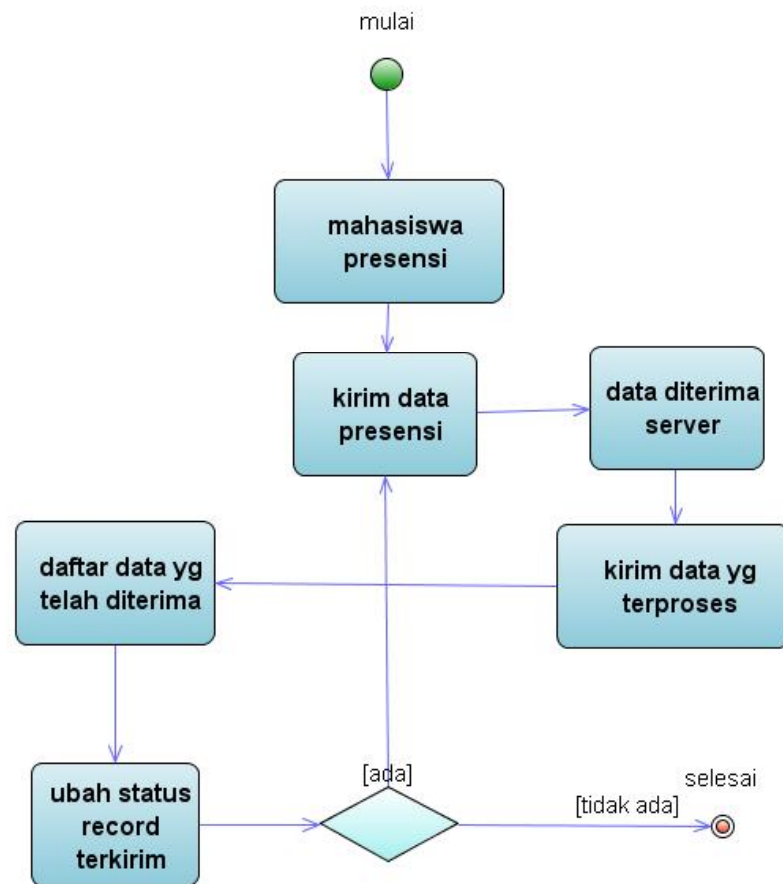 mulai
mahasiswa
presensi
kirim data
presensi
data diterima
server
kirim data yg
terproses
daftar data yg
telah diterima
ubah status
record
terkirim
[ada]
[tidak ada]
selesai